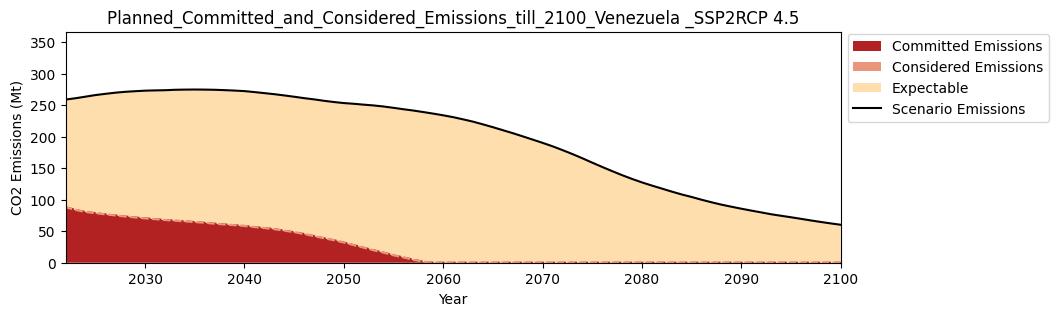 Planned_Committed_and_Considered_Emissions_till_2100_Venezuela _SSP2RCP 4.5
350
300
250
200
150
100
50
0
CO2 Emissions (Mt)
2030 2040 2050 2060 2070 2080 2090 2100
Year
Committed Emissions
Considered Emissions
Expectable
Scenario Emissions